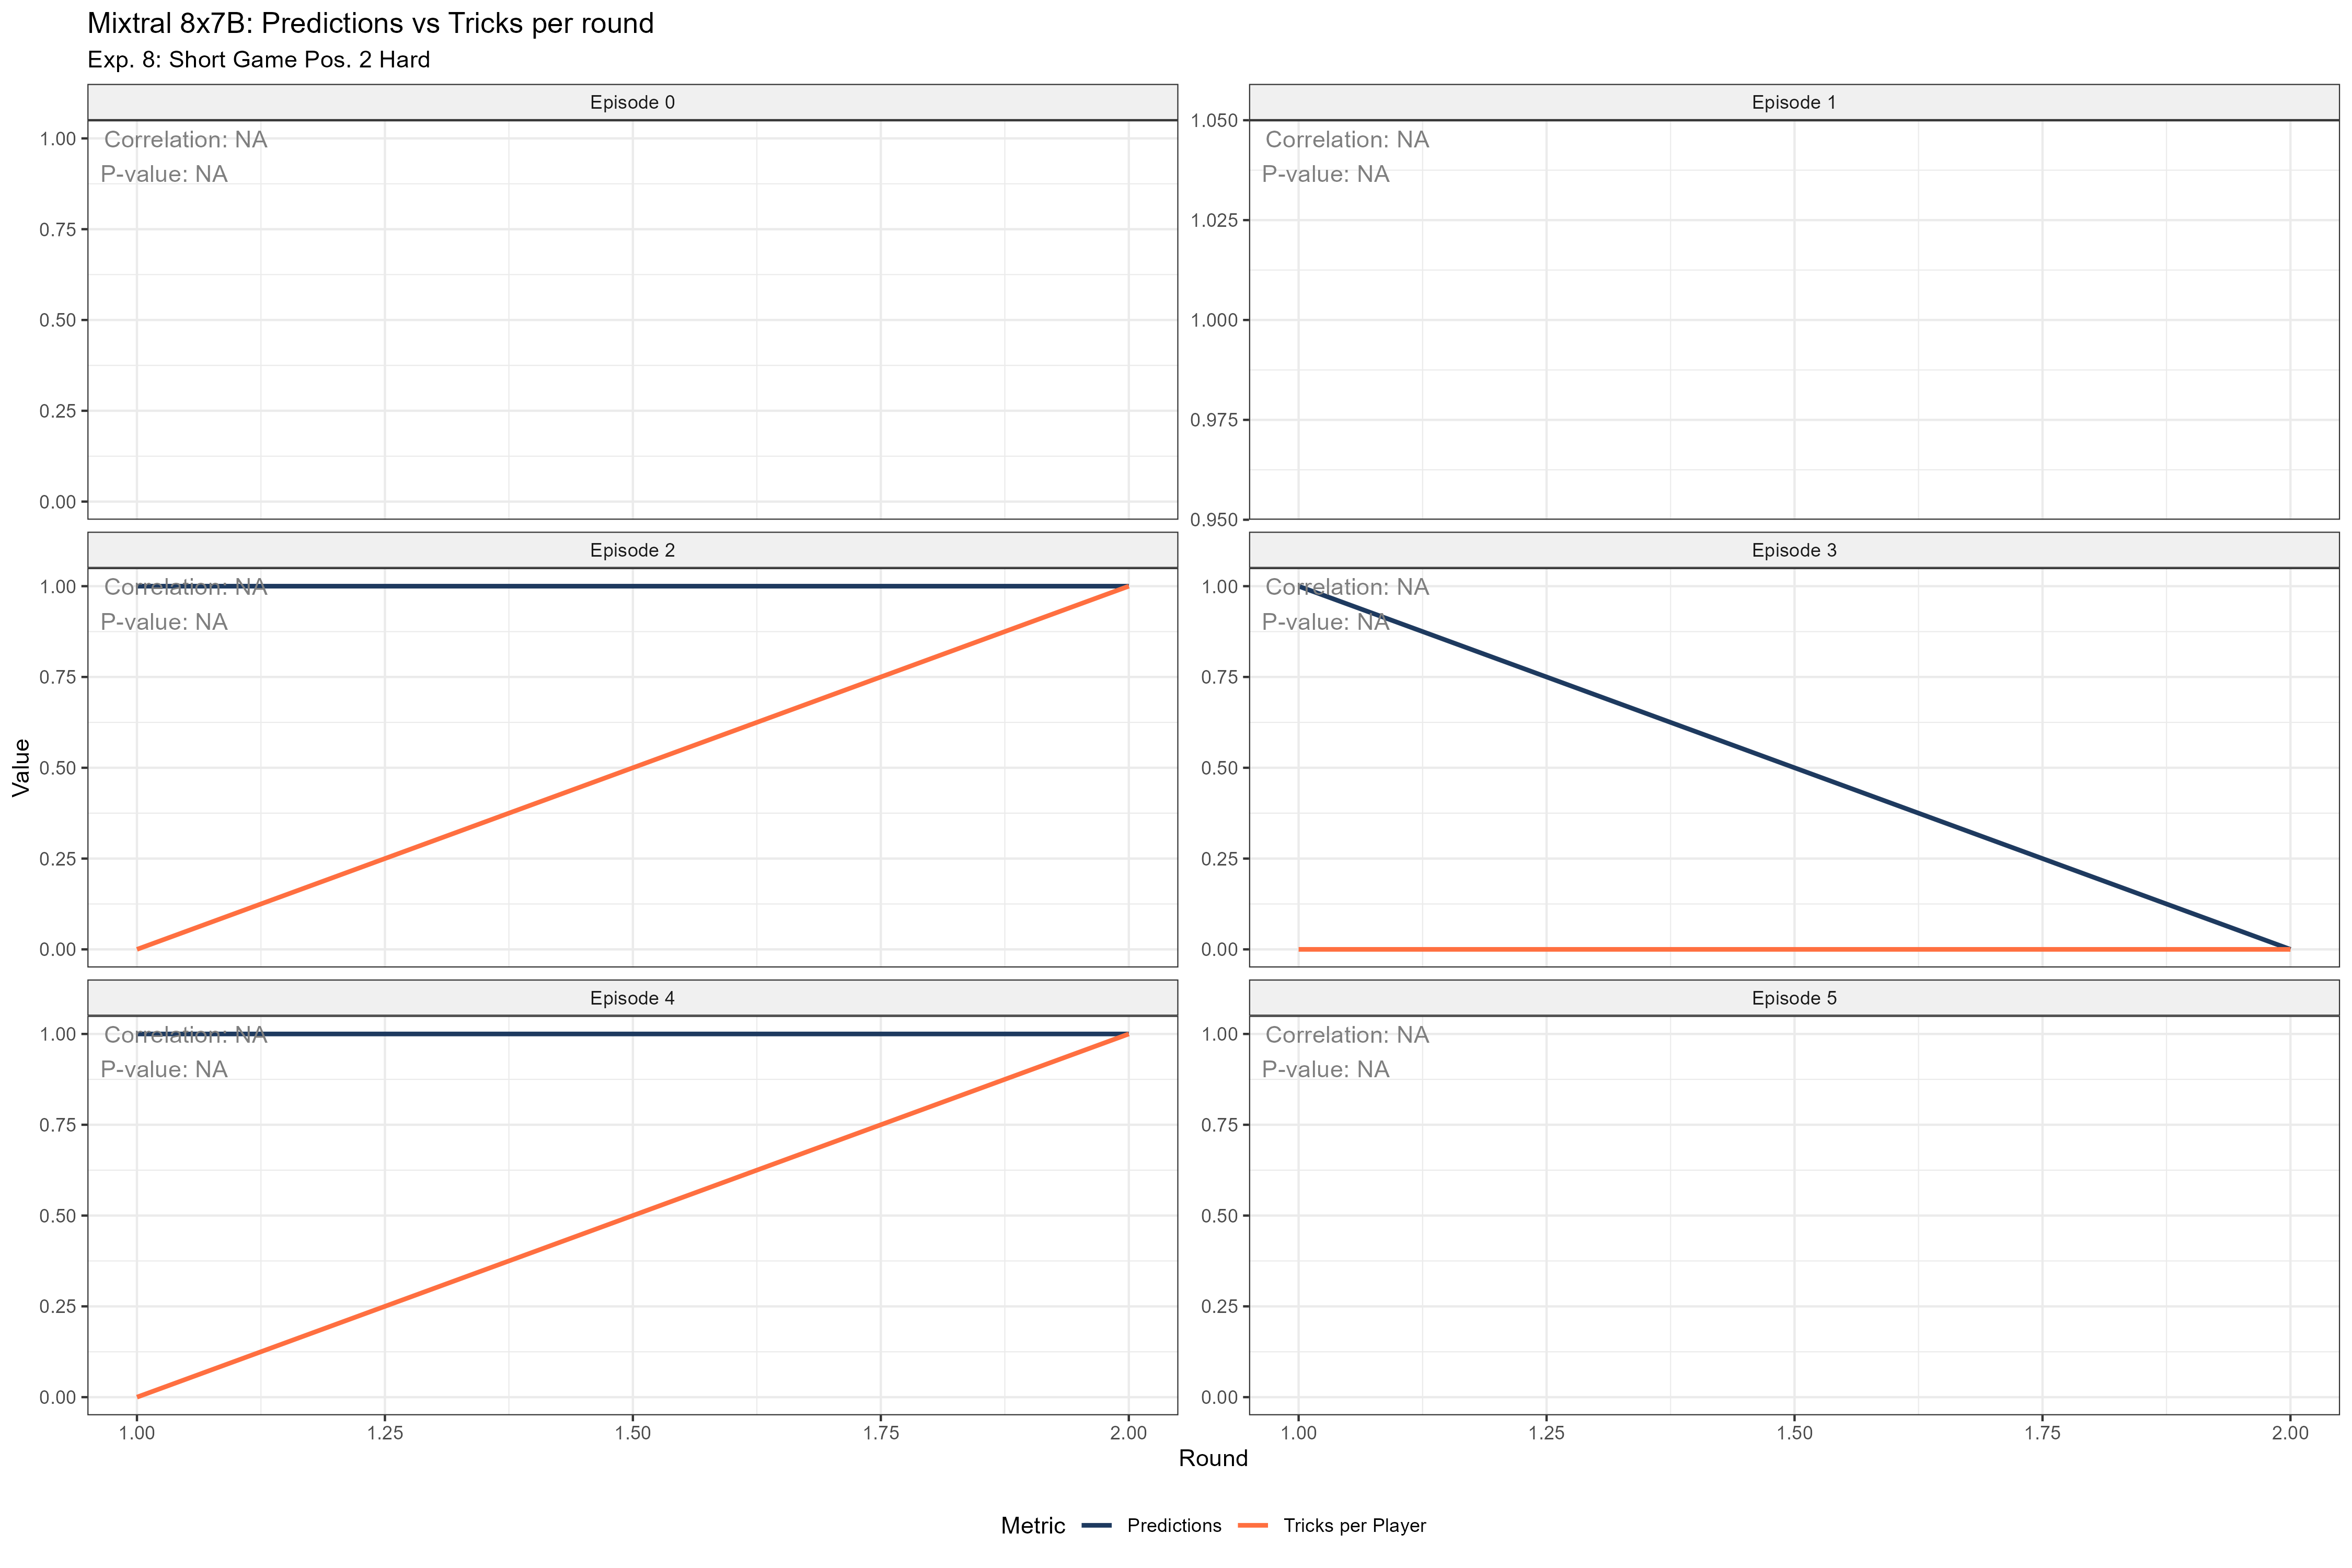 Mixtral 8x7B: Predictions vs Tricks per round
Exp. 8: Short Game Pos. 2 Hard
Episode 0
Correlation: NA
P-value: NA
1.00
0.75
0.50
0.25
0.00
Episode 1
Correlation: NA
P-value: NA
1.050
1.025
1.000
0.975
0.950
Episode 2
Correlation: NA
P-value: NA
1.00
0.75
0.50
0.25
0.00
Episode 3
Correlation: NA
P-value: NA
1.00
0.75
0.50
0.25
0.00
Value
Episode 4
Correlation: NA
P-value: NA
1.00
0.75
0.50
0.25
0.00
1.00 1.25 1.50 1.75 2.00
Episode 5
Correlation: NA
P-value: NA
1.00
0.75
0.50
0.25
0.00
1.00 1.25 1.50 1.75 2.00
Round
Metric Predictions Tricks per Player